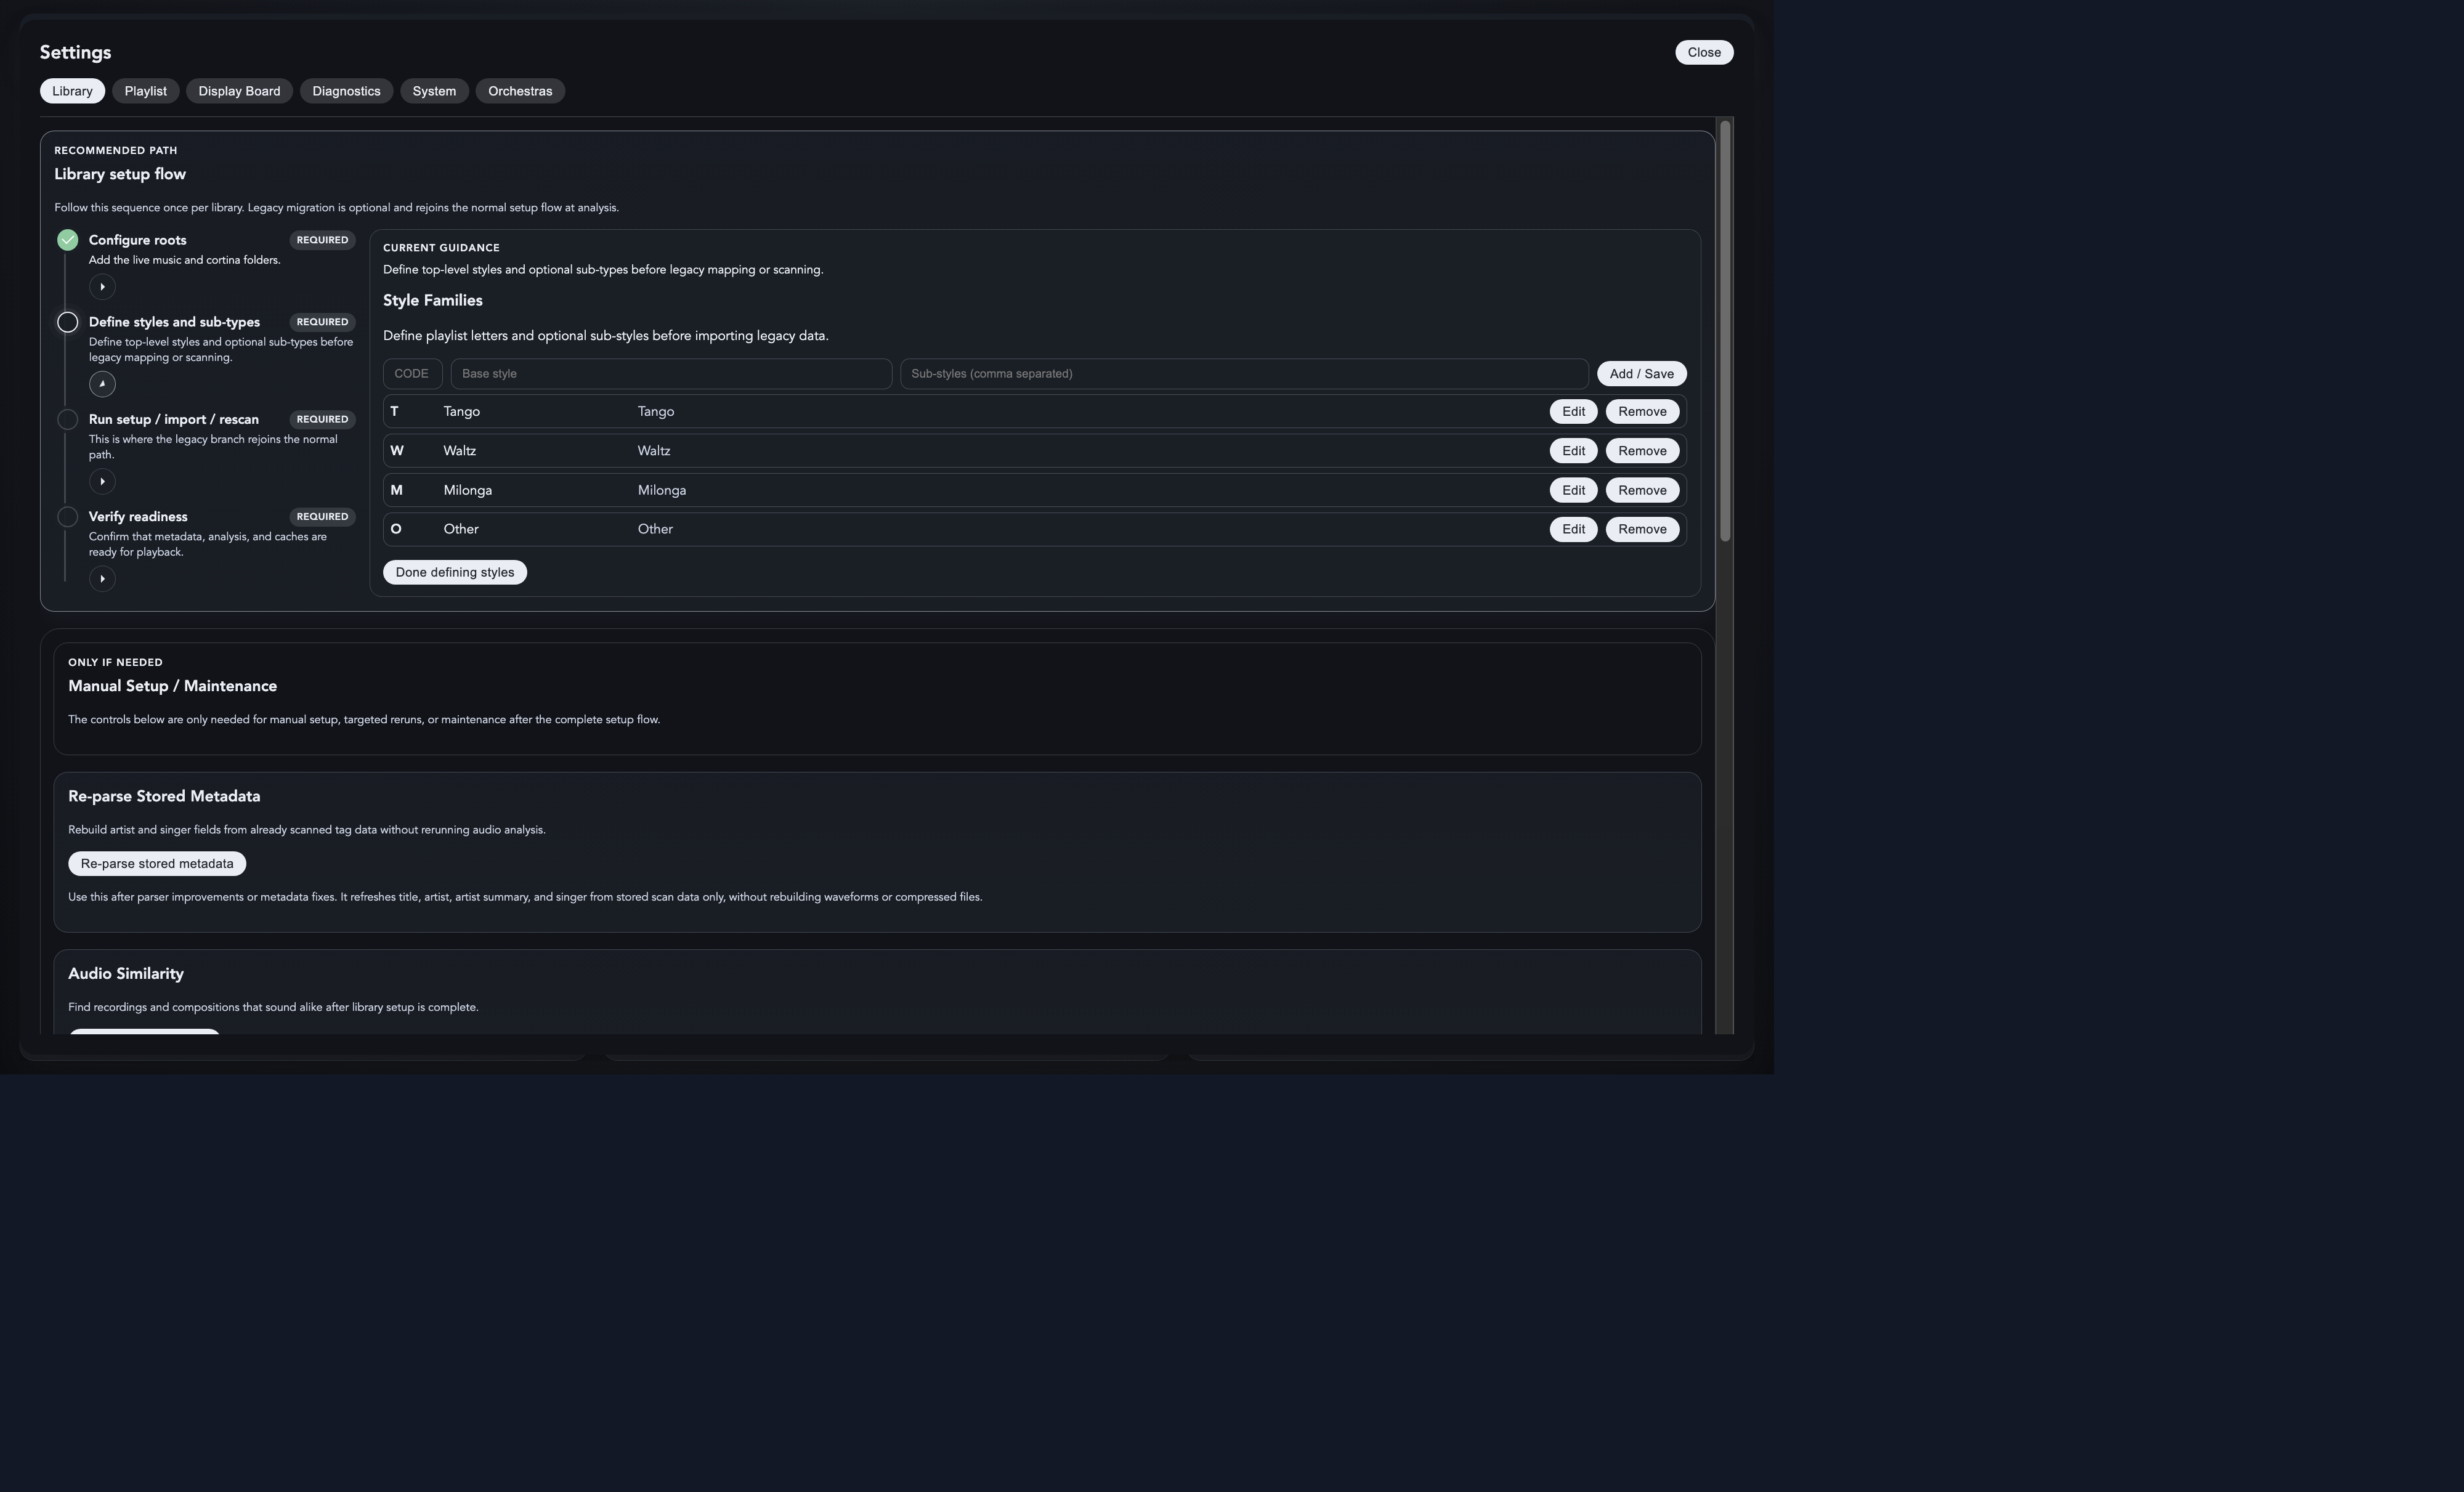 Settings
Close
Library
Playlist
Display Board
Diagnostics
System
Orchestras
RECOMMENDED PATH
Library setup flow
Follow this sequence once per library. Legacy migration is optional and rejoins the normal setup flow at analysis.
Configure roots
REQUIRED
Add the live music and cortina folders.
Define styles and sub-types
REQUIRED
Define top-level styles and optional sub-types before
legacy mapping or scanning.
Run setup / import / rescan
REQUIRED
This is where the legacy branch rejoins the normal
path.
Verify readiness
REQUIRED
Confirm that metadata, analysis, and caches are
ready for playback.
CURRENT GUIDANCE
Define top-level styles and optional sub-types before legacy mapping or scanning.
Style Families
Define playlist letters and optional sub-styles before importing legacy data.
CODE
Base style
Sub-styles (comma separated)
Add / Save
T Tango Tango Edit Remove
W Waltz Waltz Edit Remove
M Milonga Milonga Edit Remove
O Other Other Edit Remove
Done defining styles
ONLY IF NEEDED
Manual Setup / Maintenance
The controls below are only needed for manual setup, targeted reruns, or maintenance after the complete setup flow.
Re-parse Stored Metadata
Rebuild artist and singer fields from already scanned tag data without rerunning audio analysis.
Re-parse stored metadata
Use this after parser improvements or metadata fixes. It refreshes title, artist, artist summary, and singer from stored scan data only, without rebuilding waveforms or compressed files.
Audio Similarity
Find recordings and compositions that sound alike after library setup is complete.